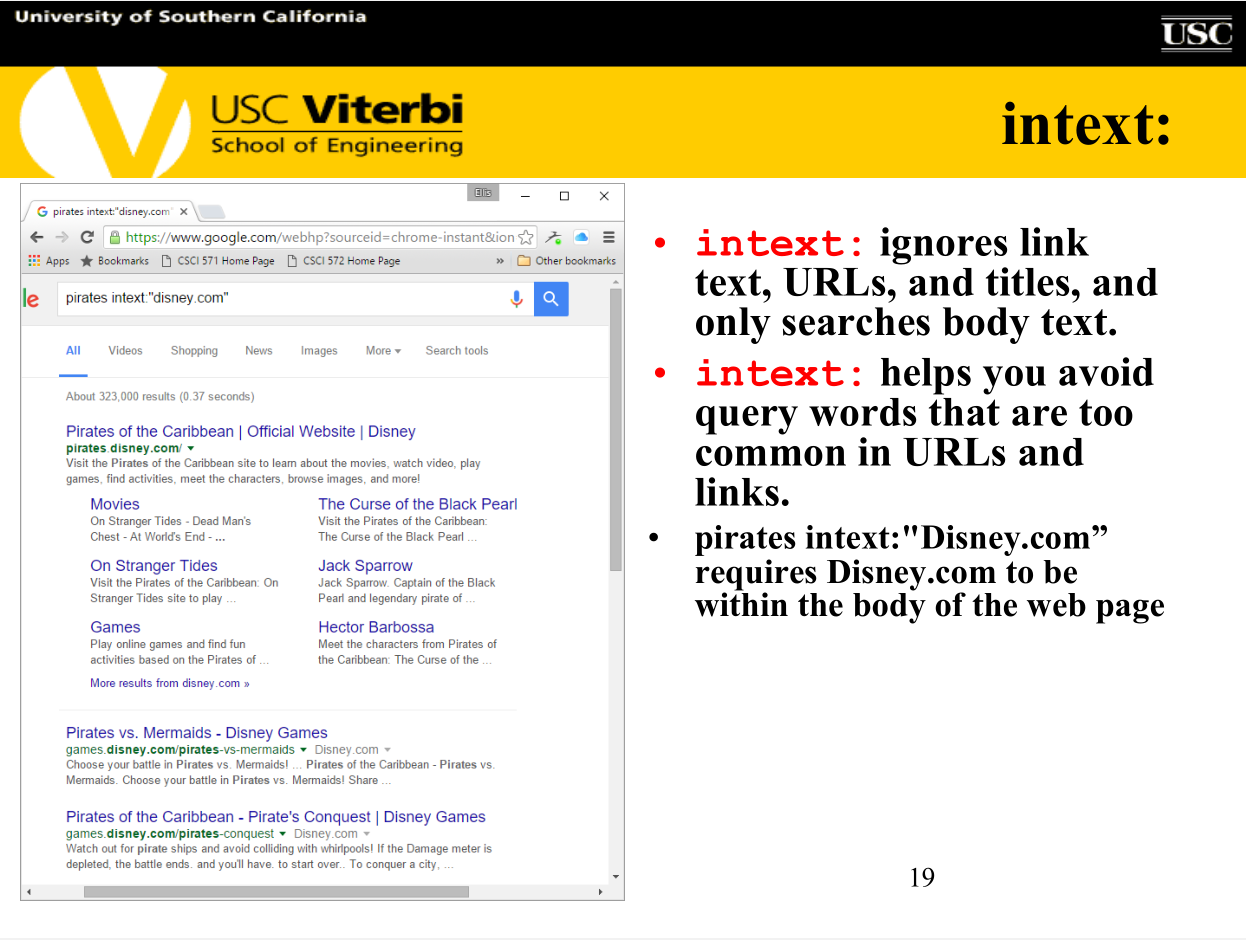 University of Southern California
USC
USC Viterbi
School of Engineering
intext:
Ellis
pirates intext:"disney.com"
https://www.google.com/webhp?sourceid=chrome-instant&ion
Apps Bookmarks CSCI 571 Home Page CSCI 572 Home Page » Other bookmarks
le pirates intext:"disney.com"
All Videos Shopping News Images More Search tools
About 323,000 results (0.37 seconds)
Pirates of the Caribbean | Official Website | Disney
pirates.disney.com/
Visit the Pirates of the Caribbean site to learn about the movies, watch video, play
games, find activities, meet the characters, browse images, and more!
Movies
On Stranger Tides - Dead Man's
Chest - At World's End - ...
The Curse of the Black Pearl
Visit the Pirates of the Caribbean:
The Curse of the Black Pearl ...
On Stranger Tides
Visit the Pirates of the Caribbean: On
Stranger Tides site to play ...
Jack Sparrow
Jack Sparrow. Captain of the Black
Pearl and legendary pirate of ...
Games
Play online games and find fun
activities based on the Pirates of ...
Hector Barbossa
Meet the characters from Pirates of
the Caribbean: The Curse of the ...
More results from disney.com »
Pirates vs. Mermaids - Disney Games
games.disney.com/pirates-vs-mermaids Disney.com
Choose your battle in Pirates vs. Mermaids! ... Pirates of the Caribbean - Pirates vs.
Mermaids. Choose your battle in Pirates vs. Mermaids! Share ...
Pirates of the Caribbean - Pirate's Conquest | Disney Games
games.disney.com/pirates-conquest Disney.com
Watch out for pirate ships and avoid colliding with whirlpools! If the Damage meter is
depleted, the battle ends. and you'll have. to start over.. To conquer a city, ...
• intext: ignores link
text, URLs, and titles, and
only searches body text.
• intext: helps you avoid
query words that are too
common in URLs and
links.
• pirates intext:"Disney.com”
requires Disney.com to be
within the body of the web page
19